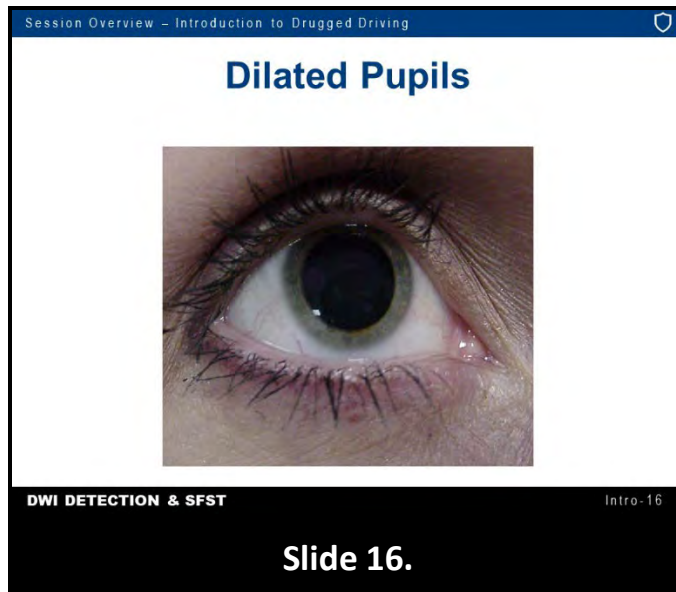 Session Overview – Introduction to Drugged Driving
Dilated Pupils
DWI DETECTION & SFST
Intro-16
Slide 16.